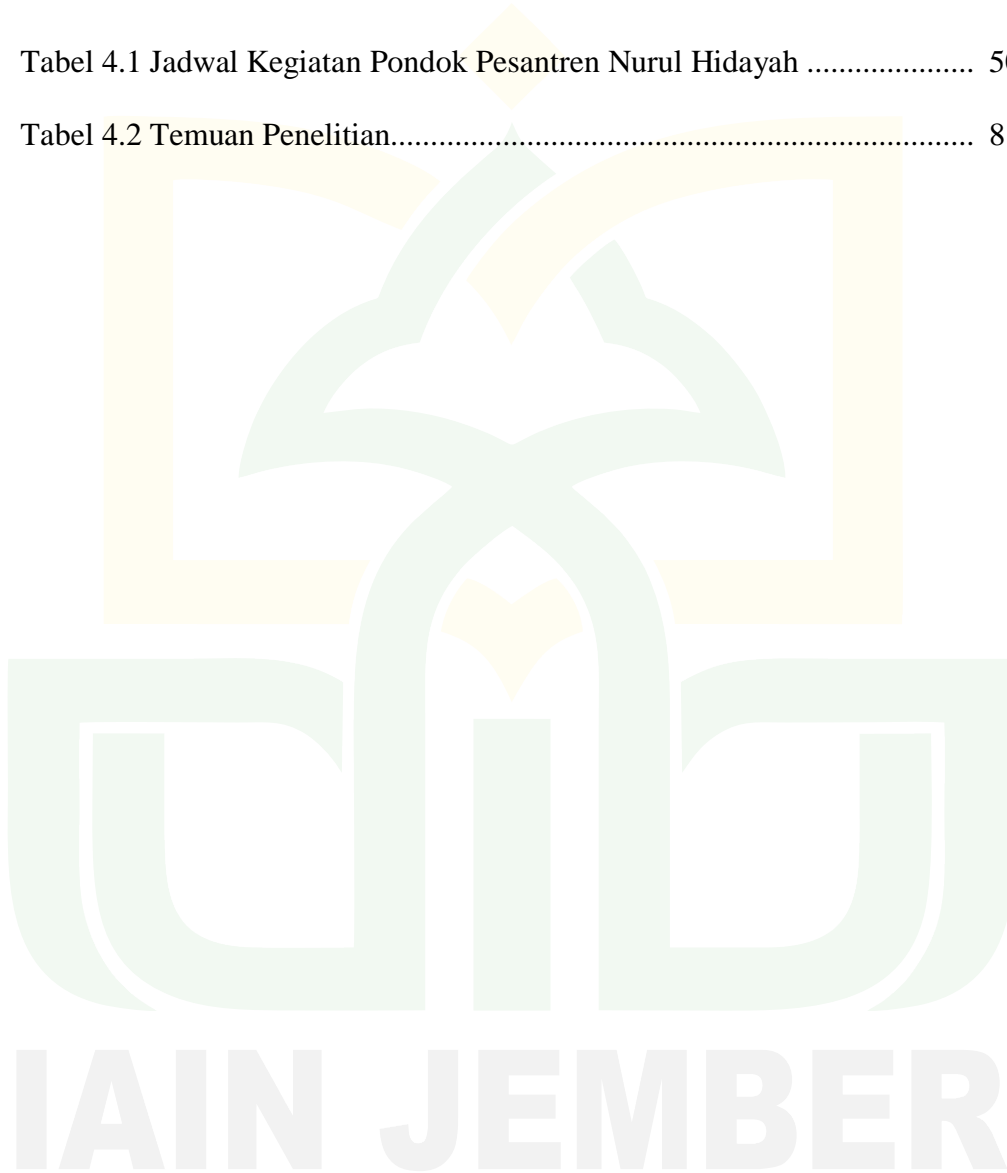 Tabel 4.1 Jadwal Kegiatan Pondok Pesantren Nurul Hidayah .....................
Tabel 4.2 Temuan Penelitian.........................................................................
IAIN JEMBER